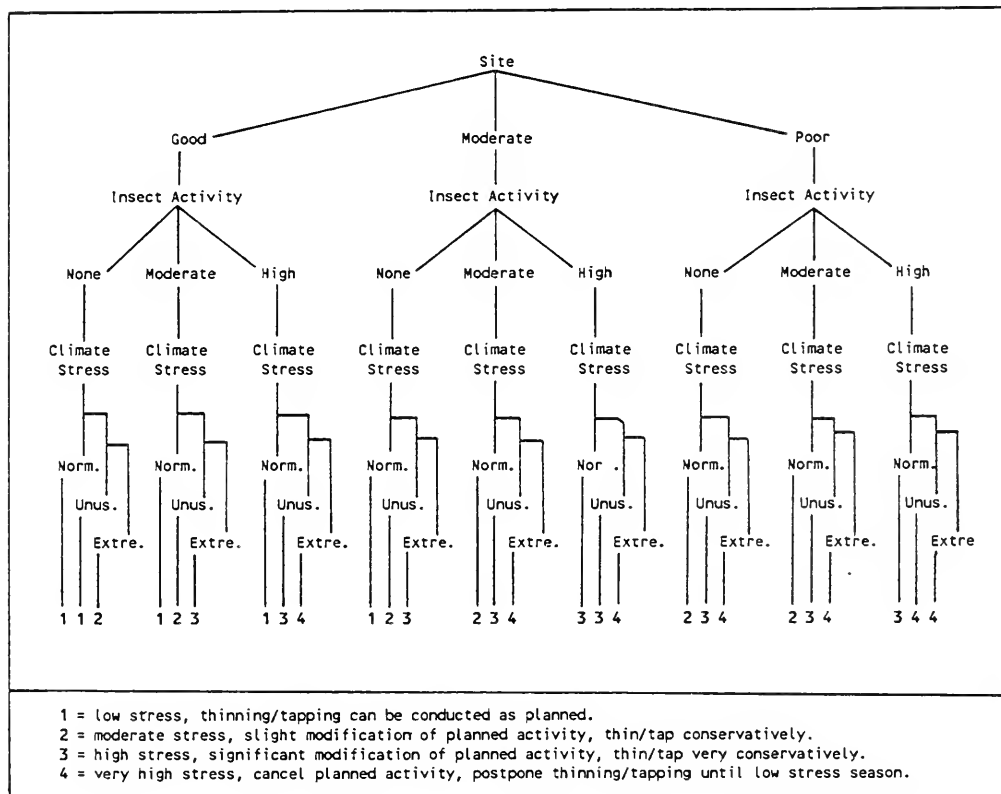 Site
Good Moderate Poor
Insect Activity Insect Activity Insect Activity
None Moderate High None Moderate High None Moderate High
Climate Climate Climate Climate Climate Climate Climate Climate Climate
Stress Stress Stress Stress Stress Stress Stress Stress Stress
Norm. Norm. Norm. Norm. Norm. Nor . Norm. Norm. Norm.
Unus. Unus. Unus. Unus. Unus. Unus. Unus. Unus. Unus.
Extre. Extre. Extre. Extre. Extre. Extre. Extre. Extre. Extre
1 1 2 1 2 3 1 3 4 1 2 3 2 3 4 3 3 4 2 3 4 2 3 4 3 4 4
1 = low stress, thinning/tapping can be conducted as planned.
2 = moderate stress, slight modification of planned activity, thin/tap conservatively.
3 = high stress, significant modification of planned activity, thin/tap very conservatively.
4 = very high stress, cancel planned activity, postpone thinning/tapping until low stress season.